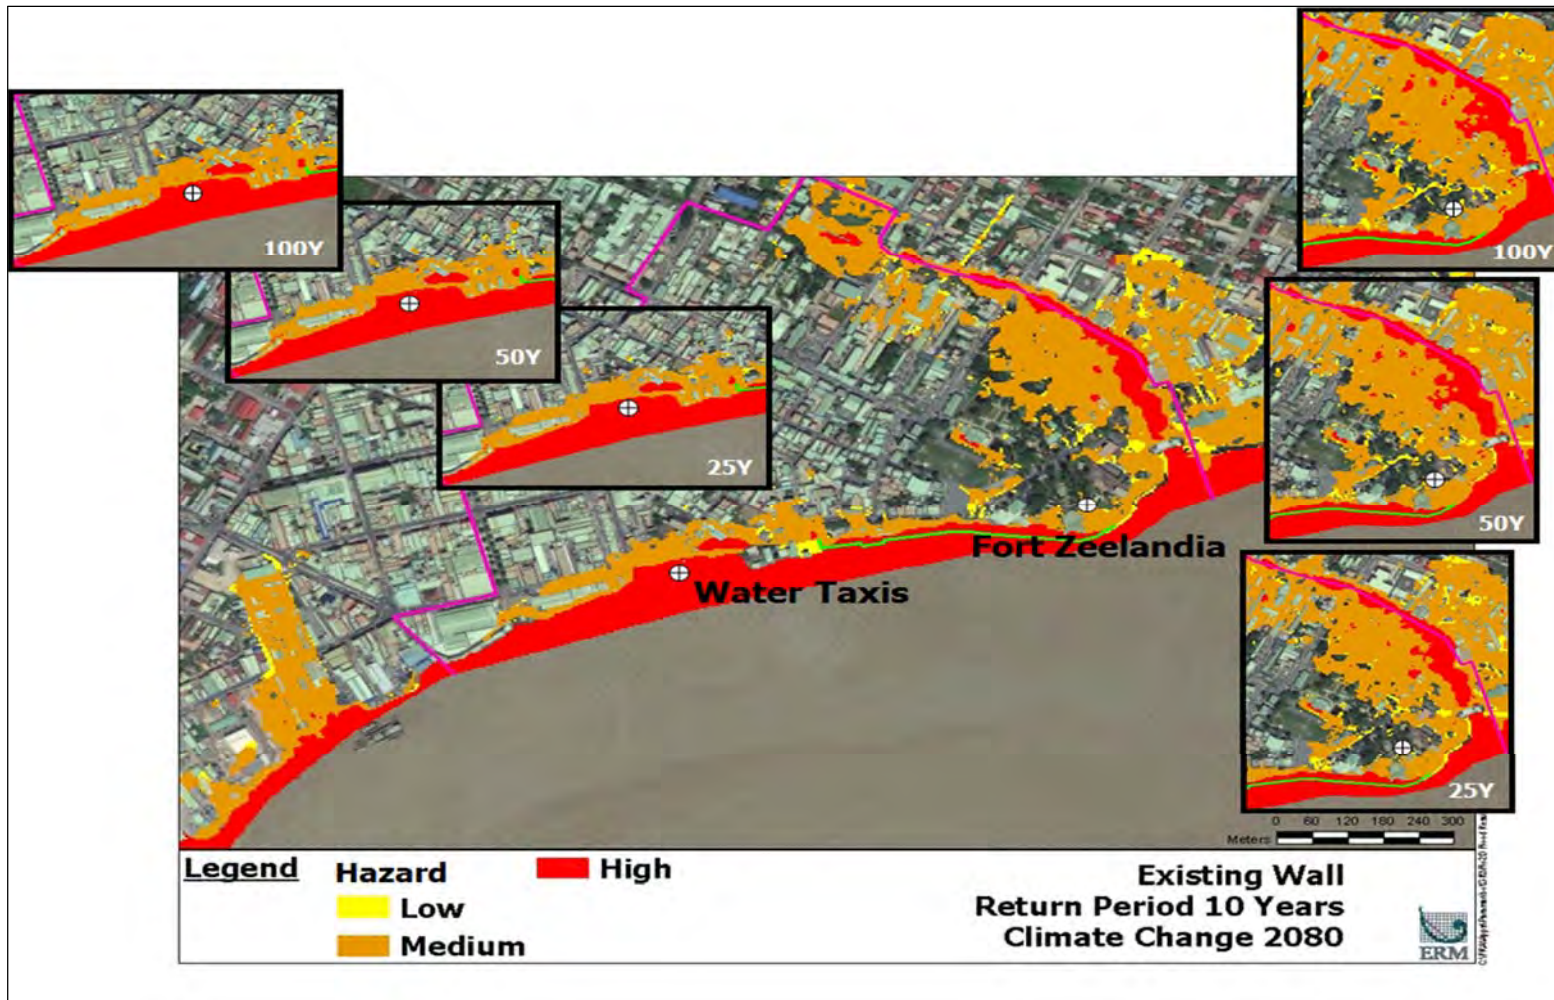 100Y
50Y
25Y
100Y
50Y
25Y
Fort Zeelandia
Water Taxis
0 60 120 180 240 300
Meters
Legend
Hazard
High
Low
Medium
Existing Wall
Return Period 10 Years
Climate Change 2080
ERM